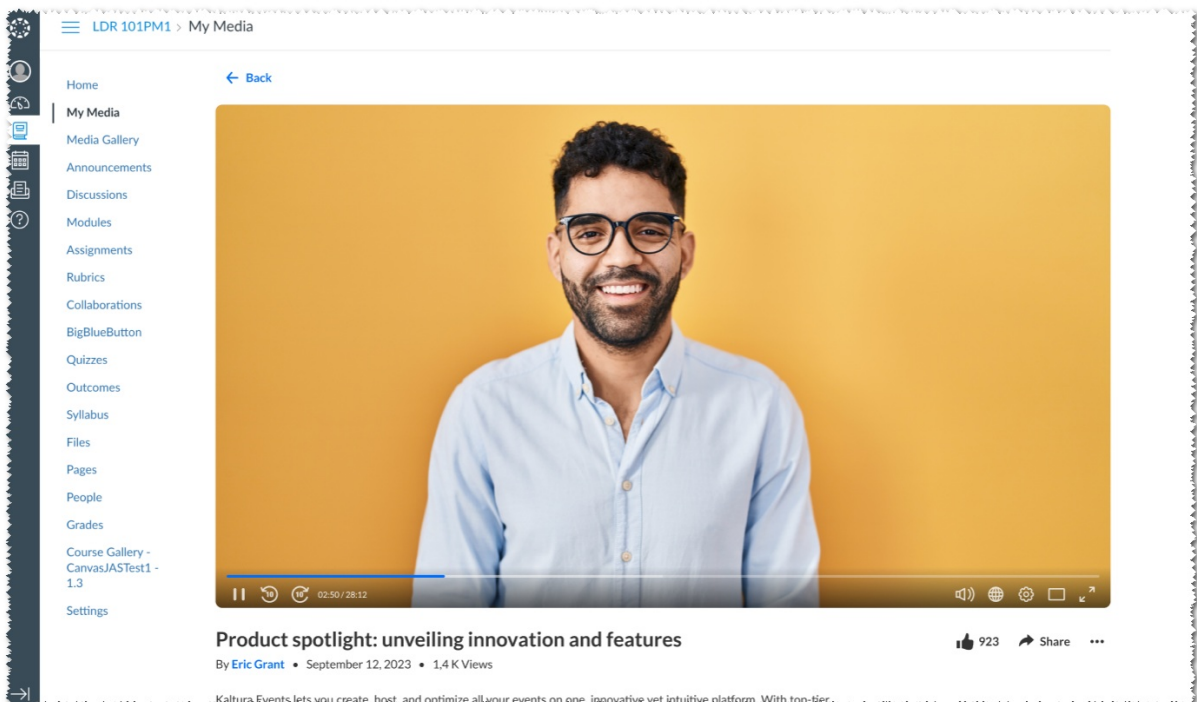 LDR 101PM1 › My Media
Home
My Media
Media Gallery
Announcements
Discussions
Modules
Assignments
Rubrics
Collaborations
BigBlueButton
Quizzes
Outcomes
Syllabus
Files
Pages
People
Grades
Course Gallery -
CanvasJASTest1 -
1.3
Settings
← Back
10 10 02:50 / 28:12
Product spotlight: unveiling innovation and features
923 Share
By Eric Grant • September 12, 2023 • 1,4 K Views
Kaltura Events lets you create, host, and optimize all your events on one, innovative yet intuitive platform. With top-tier